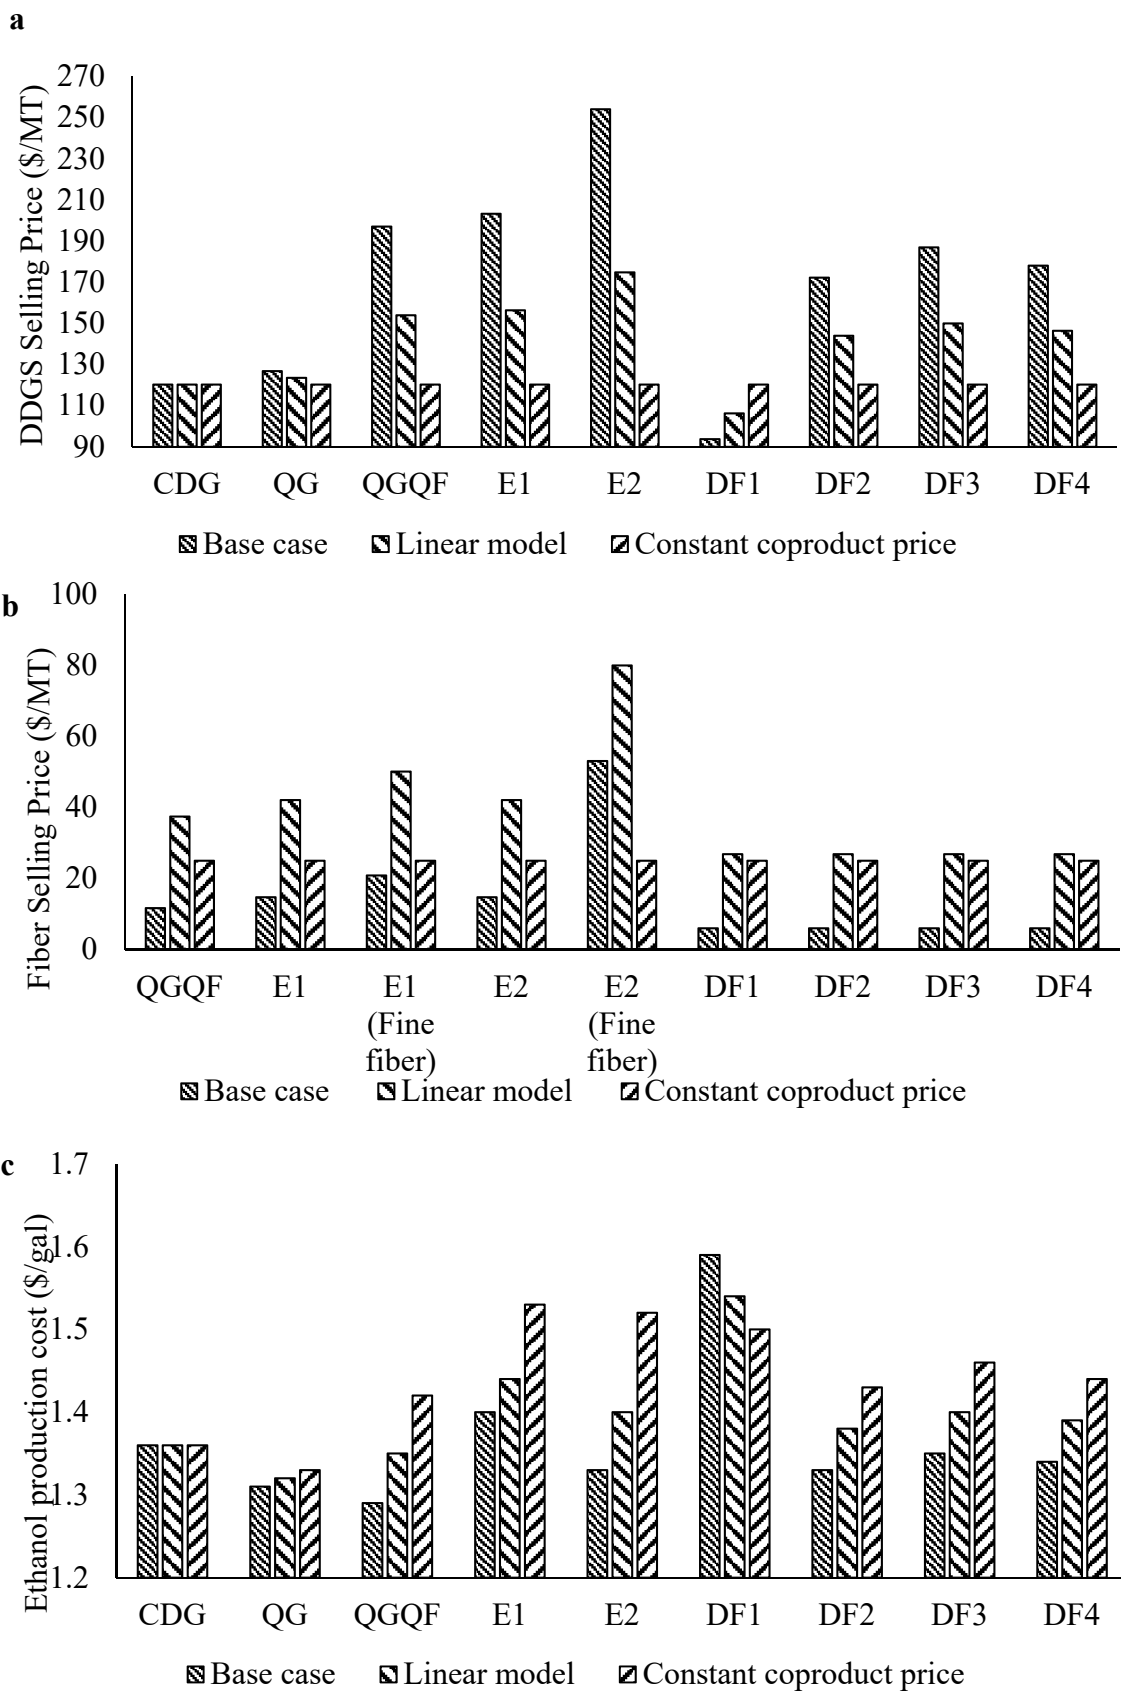 a
DDGS Selling Price ($/MT)
270
250
230
210
190
170
150
130
110
90
CDG QG QGQF E1 E2 DF1 DF2 DF3 DF4
Base case Linear model Constant coproduct price
b
Fiber Selling Price ($/MT)
100
80
60
40
20
0
QGQF E1 E1 E2 E2 DF1 DF2 DF3 DF4
(Fine (Fine
fiber) fiber)
Base case Linear model Constant coproduct price
c
Ethanol production cost ($/gal)
1.7
1.6
1.5
1.4
1.3
1.2
CDG QG QGQF E1 E2 DF1 DF2 DF3 DF4
Base case Linear model Constant coproduct price